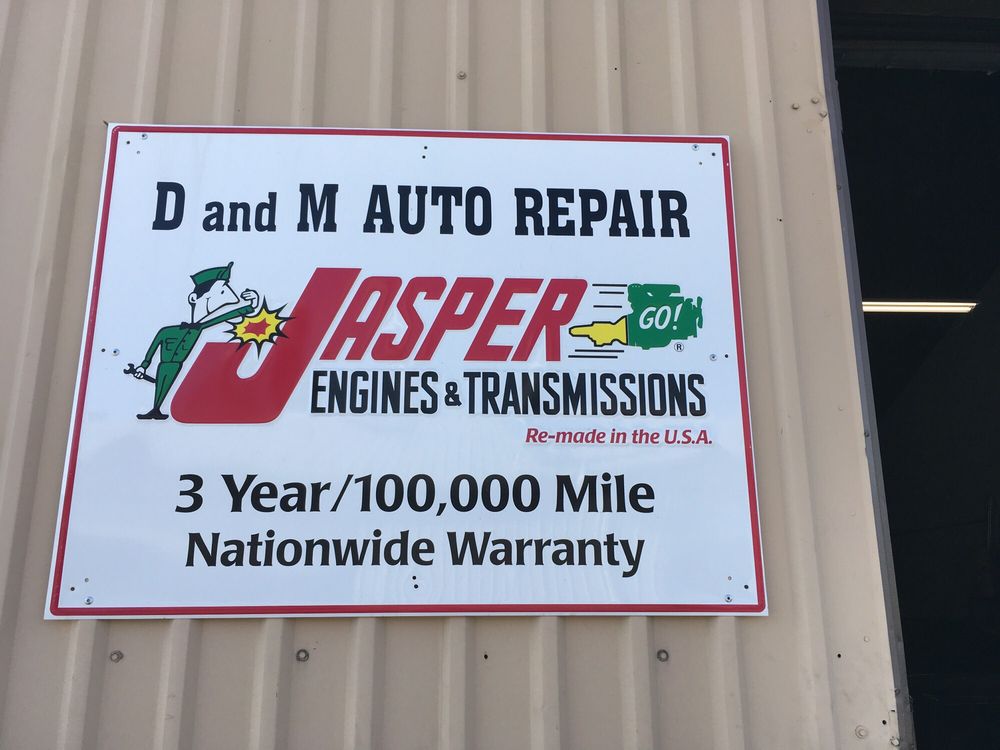 D and M AUTO REPAIR
JASPER GO! ®
ENGINES & TRANSMISSIONS
Re-made in the U.S.A.
3 Year/100,000 Mile
Nationwide Warranty